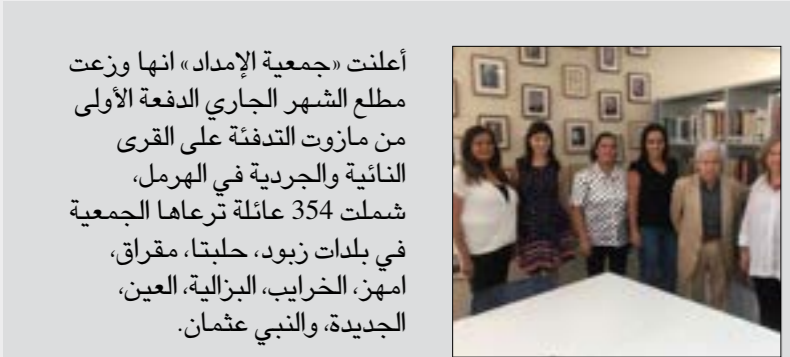 أعلنت «جمعية الإمداد» انها وزعت
مطلع الشهر الجاري الدفعة الأولى
من مازوت التدفئة على القرى
النائية والجردية في الهرمل،
شملت 354 عائلة ترعاها الجمعية
في بلدات زبود، حلبتا، مقراق،
امهز، الخرايب، البزالية، العين،
الجديدة، والنبي عثمان.